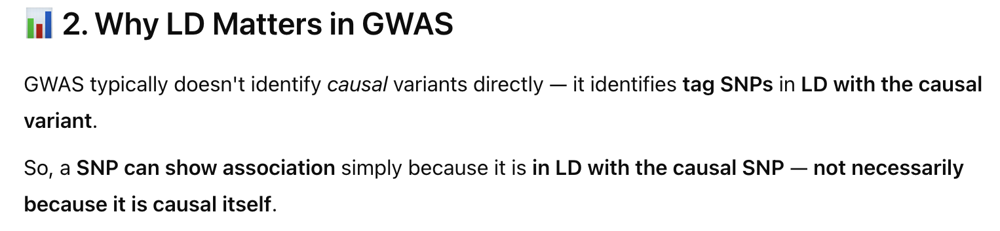 📊 2. Why LD Matters in GWAS
GWAS typically doesn't identify causal variants directly — it identifies tag SNPs in LD with the causal
variant.
So, a SNP can show association simply because it is in LD with the causal SNP — not necessarily
because it is causal itself.